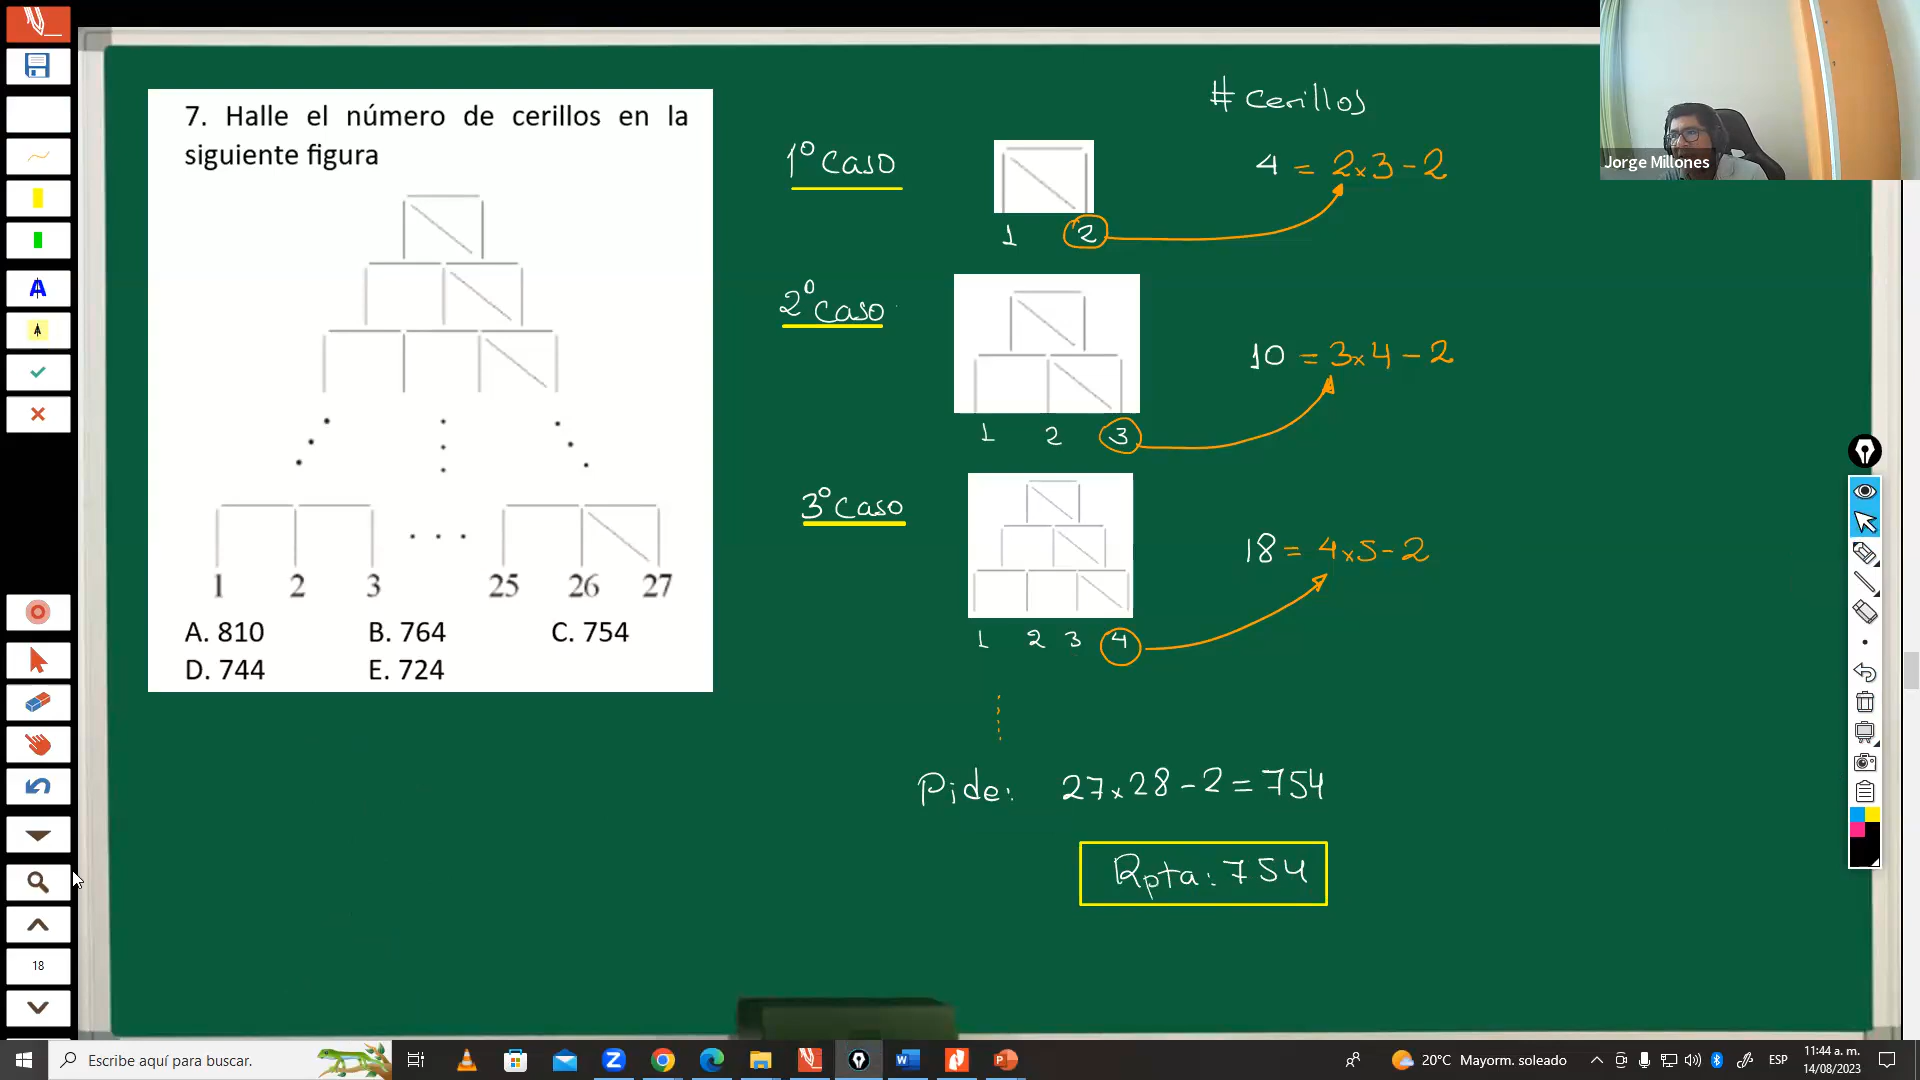 7. Halle el número de cerillos en la
siguiente figura
1 2 3 25 26 27
A. 810 B. 764 C. 754
D. 744 E. 724
# cerillos
1° caso
1 2
4 = 2x3-2
2° caso
1 2 3
10 = 3x4-2
3° caso
1 2 3 4
18 = 4x5-2
Pide: 27x28-2=754
Rpta: 754
Jorge Millones
A
A
18
Escribe aquí para buscar.
20°C Mayorm. soleado
ESP
11:44 a. m.
14/08/2023